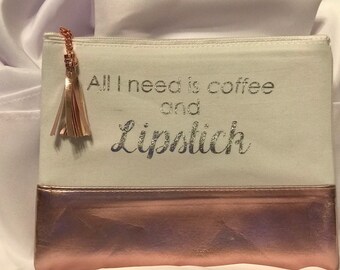 All I need is coffee
and
Lipstick